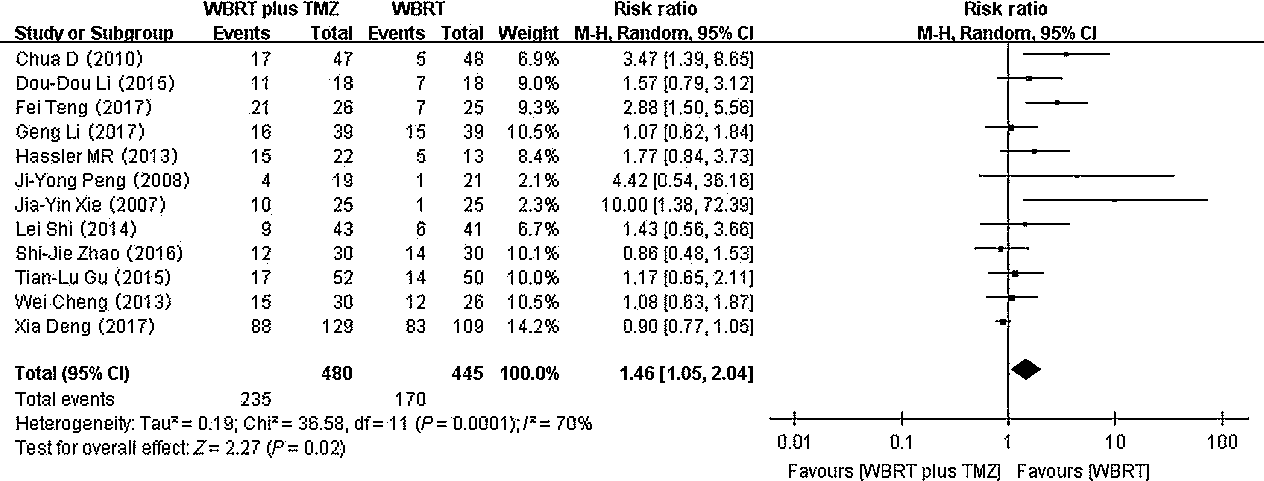 WBRT plus TMZ WBRT Risk ratio Risk ratio
Study or Subgroup Events Total Events Total Weight M-H, Random, 95% CI M-H, Random, 95% CI
Chua D (2010) 17 47 5 48 6.9% 3.47 [1.39, 8.65]
Dou-Dou Li (2015) 11 18 7 18 9.0% 1.57 [0.79, 3.12]
Fei Teng (2017) 21 26 7 25 9.3% 2.88 [1.50, 5.56]
Geng Li (2017) 16 39 15 39 10.5% 1.07 [0.62, 1.84]
Hassler MR (2013) 15 22 5 13 8.4% 1.77 [0.84, 3.73]
Ji-Yong Peng (2008) 4 19 1 21 2.1% 4.42 [0.54, 36.16]
Jia-Yin Xie (2007) 10 25 1 25 2.3% 10.00 [1.38, 72.39]
Lei Shi (2014) 9 43 6 41 6.7% 1.43 [0.56, 3.66]
Shi-Jie Zhao (2016) 12 30 14 30 10.1% 0.86 [0.48, 1.53]
Tian-Lu Gu (2015) 17 52 14 50 10.0% 1.17 [0.65, 2.11]
Wei Cheng (2013) 15 30 12 26 10.5% 1.08 [0.63, 1.87]
Xia Deng (2017) 88 129 83 109 14.2% 0.90 [0.77, 1.05]
Total (95% CI) 480 445 100.0% 1.46 [1.05, 2.04]
Total events 235 170
Heterogeneity: Tau² = 0.19; Chi² = 36.58, df = 11 (P = 0.0001); I² = 70%
Test for overall effect: Z = 2.27 (P = 0.02)
0.01 0.1 1 10 100
Favours [WBRT plus TMZ] Favours [WBRT]